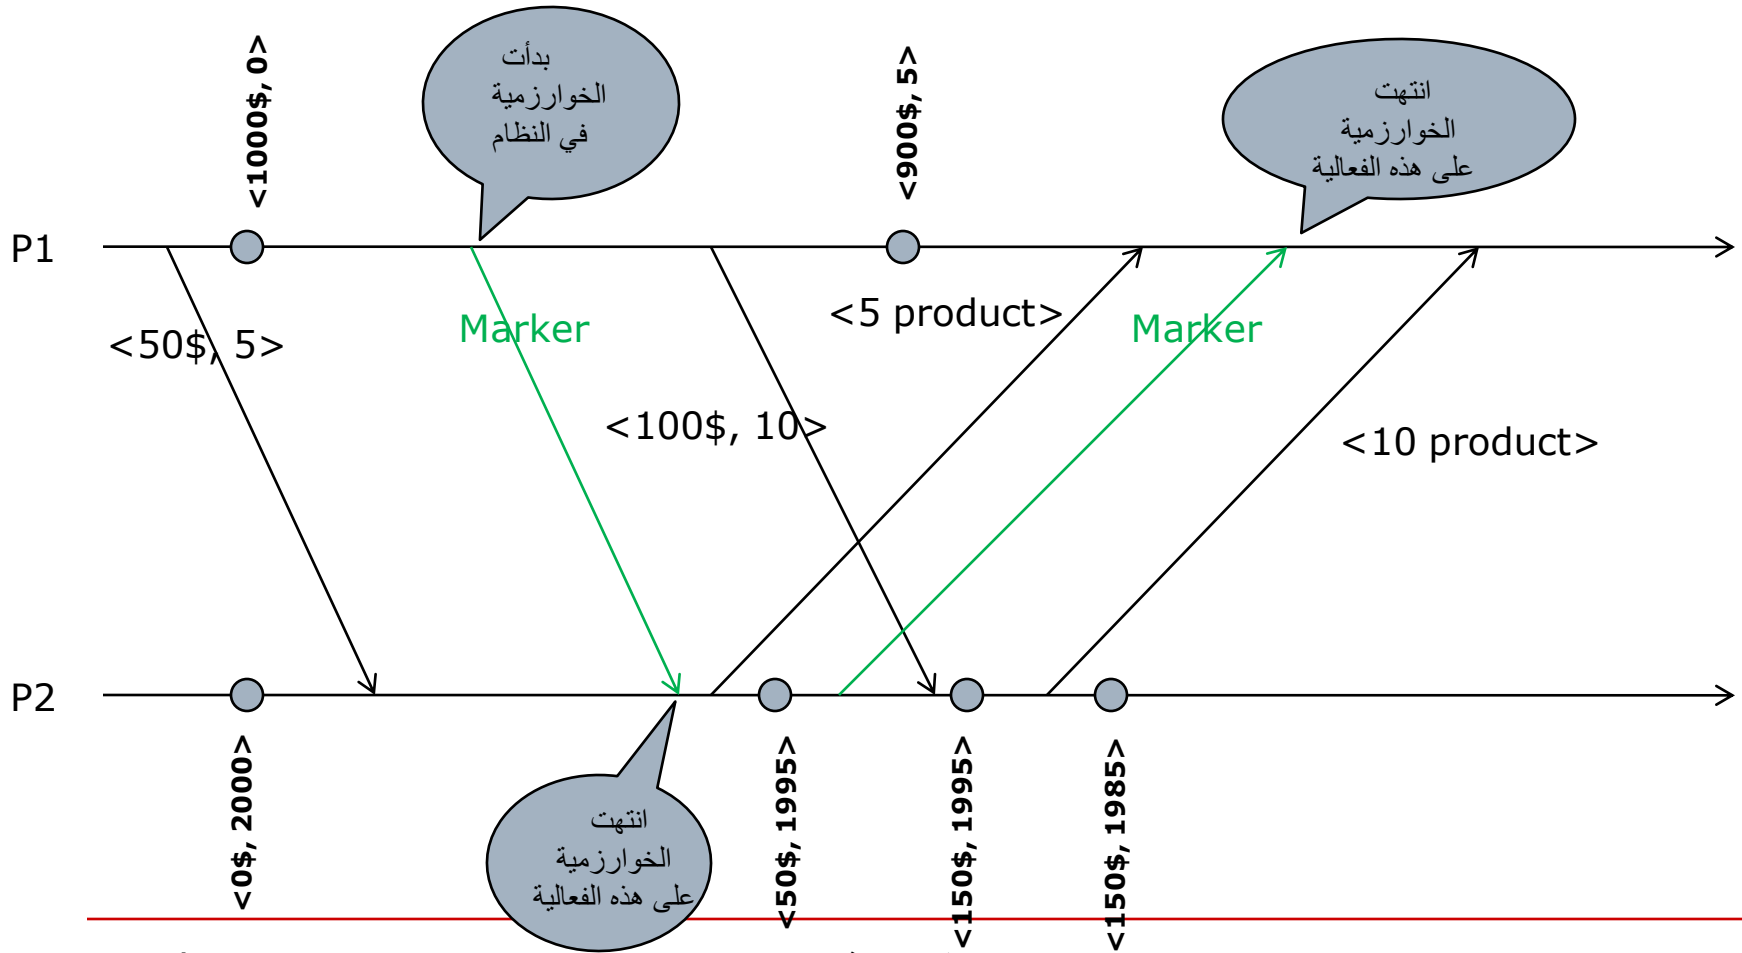 <1000$, 0>
بدأت
الخوارزمية
في النظام
<900$, 5>
انتهت
الخوارزمية
على هذه الفعالية
P1
<50$, 5>
Marker
<100$, 10>
<5 product>
Marker
<10 product>
P2
<0$, 2000>
انتهت
الخوارزمية
على هذه الفعالية
<50$, 1995>
<150$, 1995>
<150$, 1985>